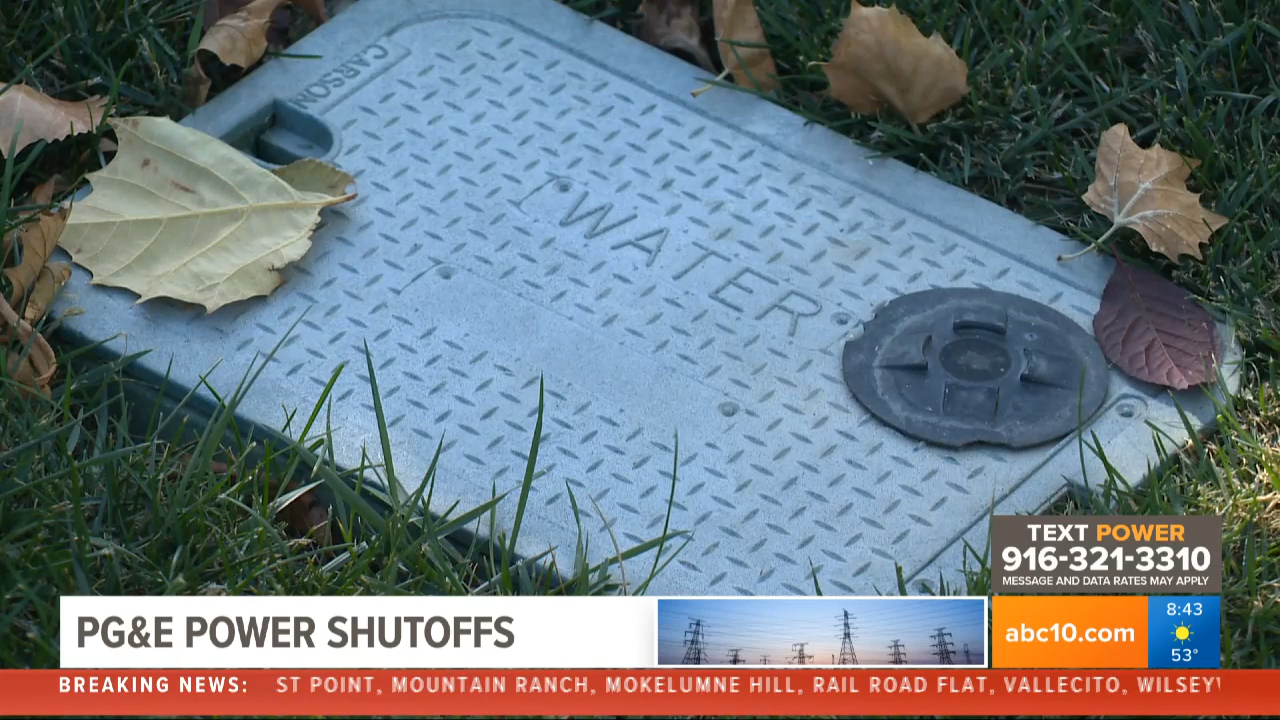 CARSON
WATER
TEXT POWER
916-321-3310
MESSAGE AND DATA RATES MAY APPLY
PG&E POWER SHUTOFFS
abc10.com
8:43
53°
BREAKING NEWS: ST POINT, MOUNTAIN RANCH, MOKELUMNE HILL, RAIL ROAD FLAT, VALLECITO, WILSEY